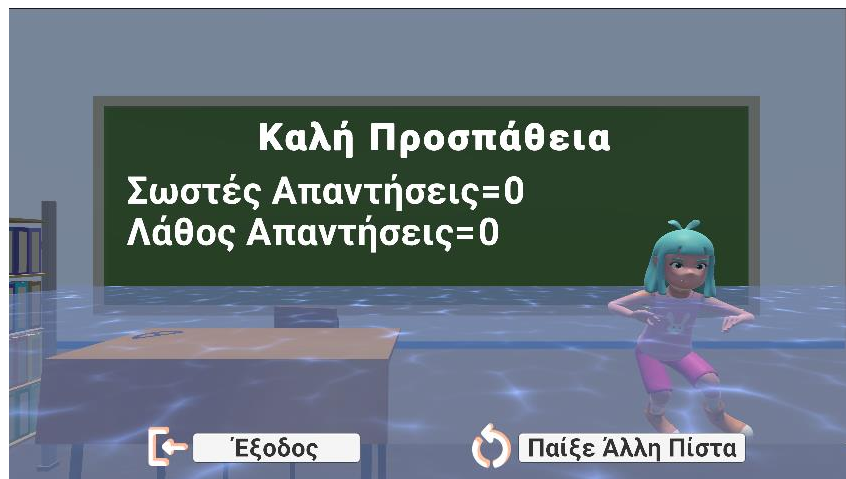 Καλή Προσπάθεια
Σωστές Απαντήσεις=0
Λάθος Απαντήσεις=0
Έξοδος
Παίξε Άλλη Πίστα